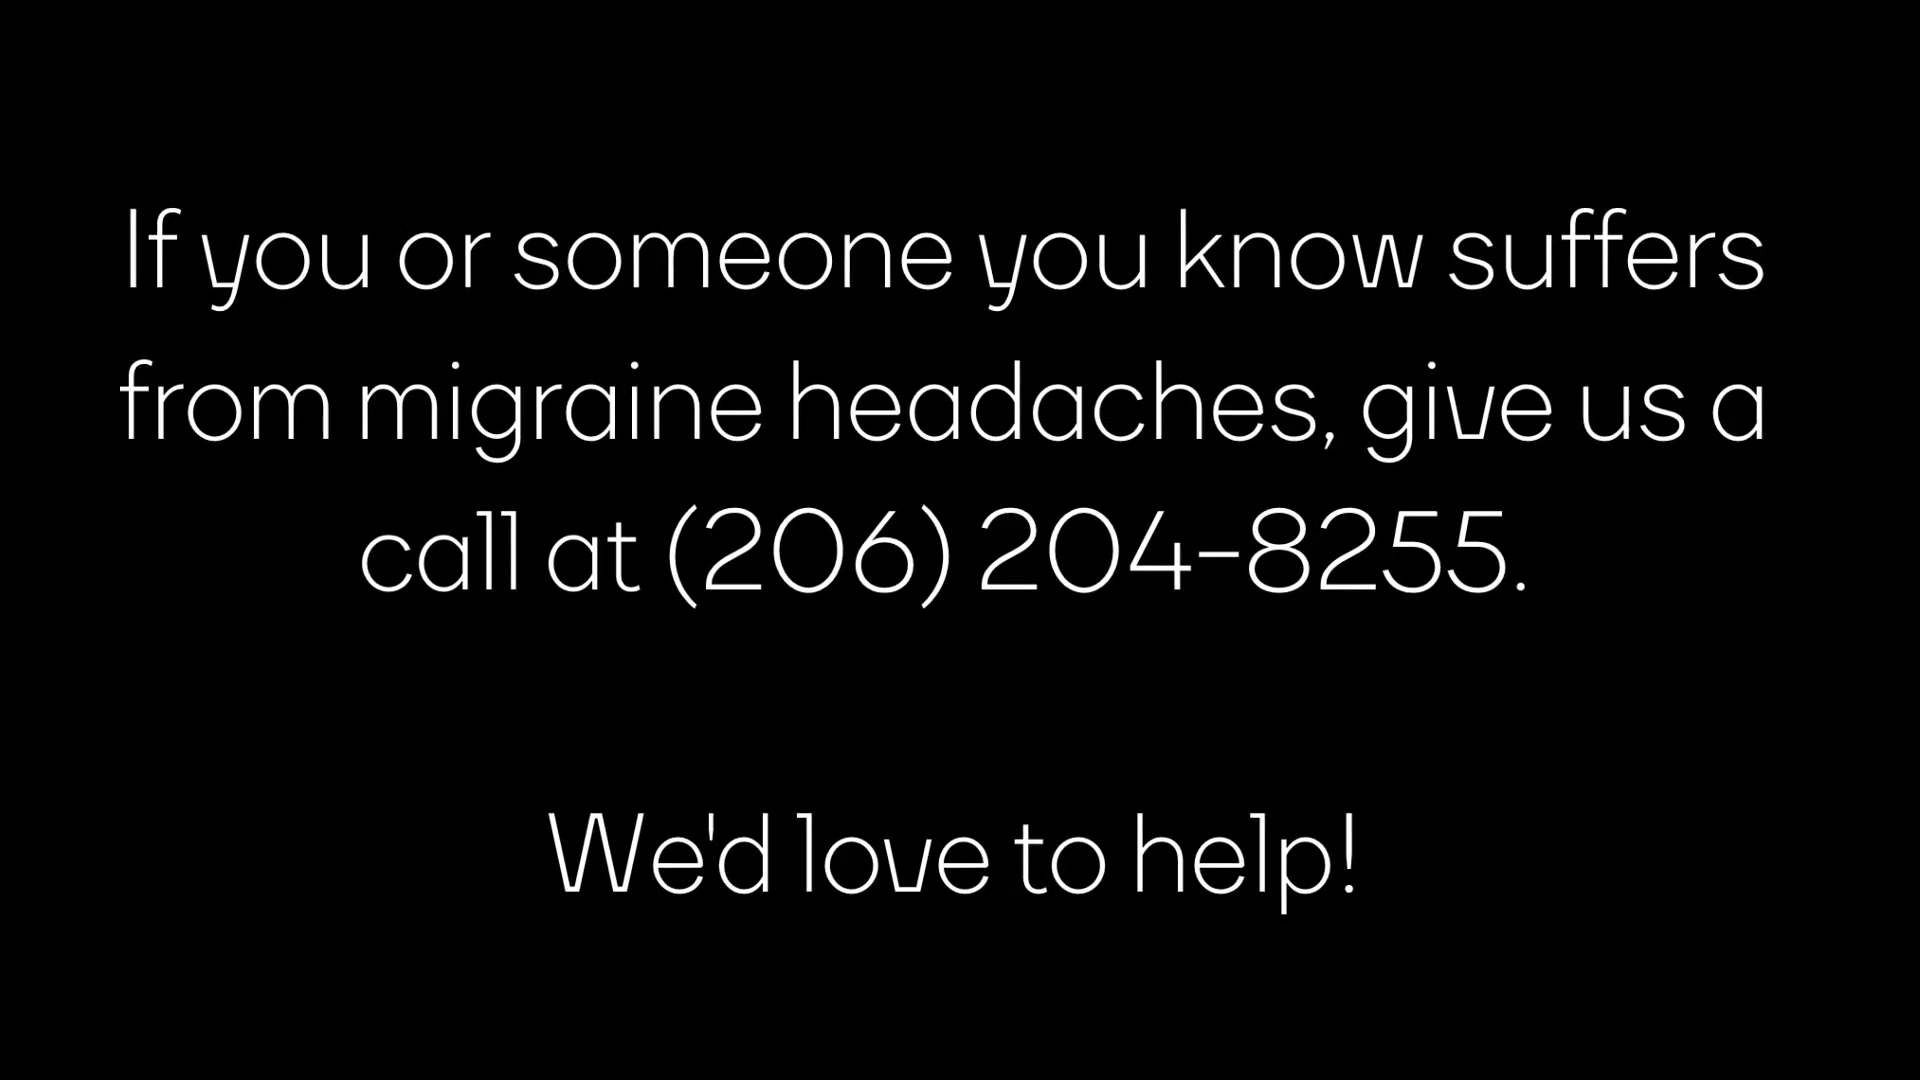 If you or someone you know suffers
from migraine headaches, give us a
call at (206) 204-8255.
We'd love to help!